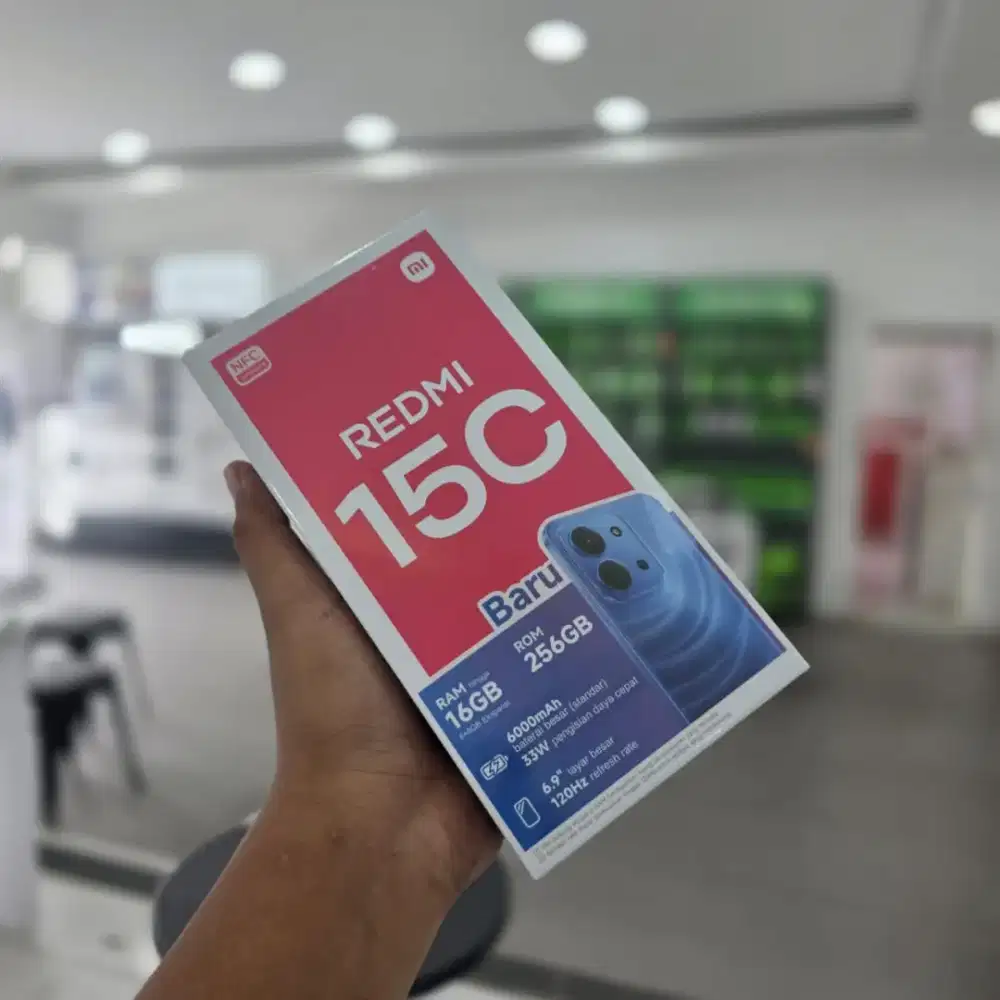 mi
NFC
REDMI
15C
Baru
RAM hingga
16GB
ROM
256GB
6000mAh
baterai besar (standar)
33W pengisian daya cepat
6.9" layar besar
120Hz refresh rate